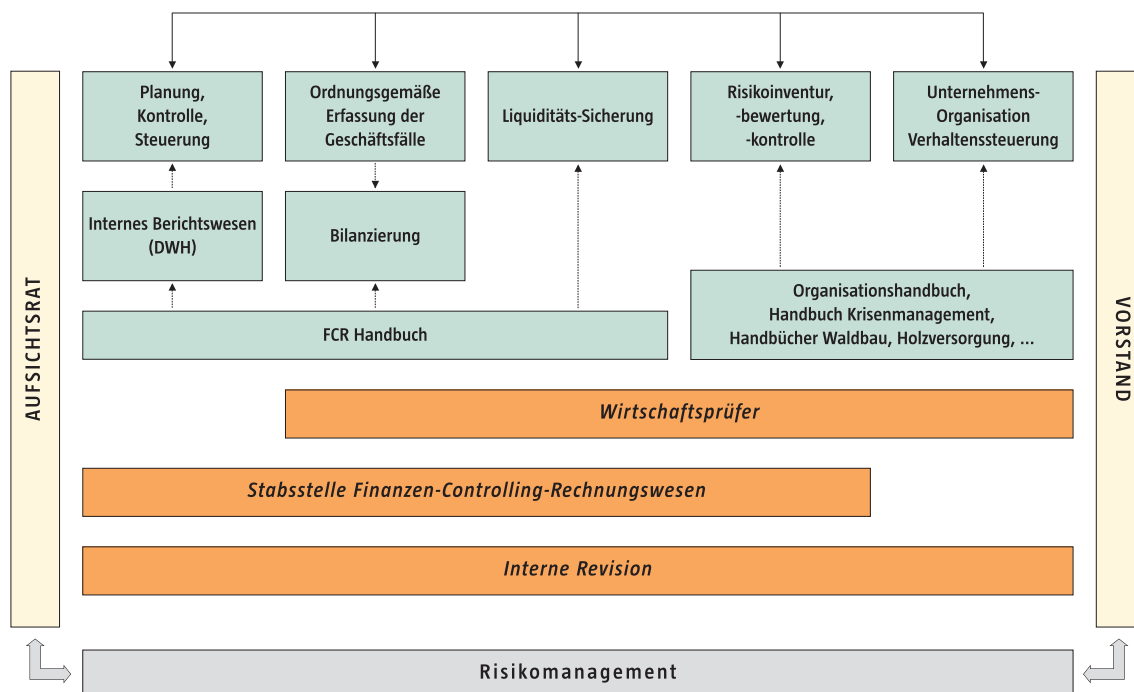 Planung,
Kontrolle,
Steuerung
Ordnungsgemäße
Erfassung der
Geschäftsfälle
Liquiditäts-Sicherung
Risikoinventur,
-bewertung,
-kontrolle
Unternehmens-
Organisation
Verhaltenssteuerung
Internes Berichtswesen
(DWH)
Bilanzierung
FCR Handbuch
Organisationshandbuch,
Handbuch Krisenmanagement,
Handbücher Waldbau, Holzversorgung, ...
AUFSICHTSRAT
VORSTAND
Wirtschaftsprüfer
Stabsstelle Finanzen-Controlling-Rechnungswesen
Interne Revision
Risikomanagement